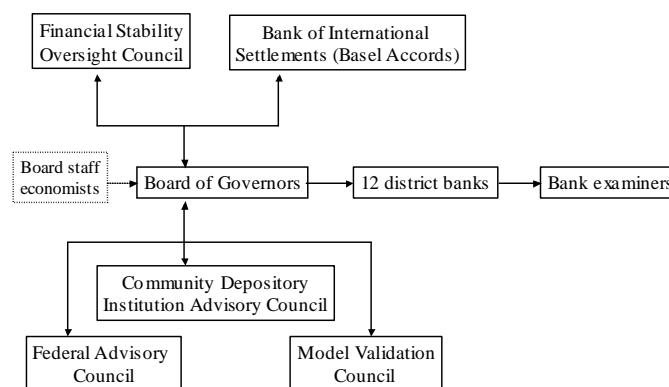 Financial Stability
Oversight Council
Bank of International
Settlements (Basel Accords)
Board staff
economists
Board of Governors
12 district banks
Bank examiners
Community Depository
Institution Advisory Council
Federal Advisory
Council
Model Validation
Council